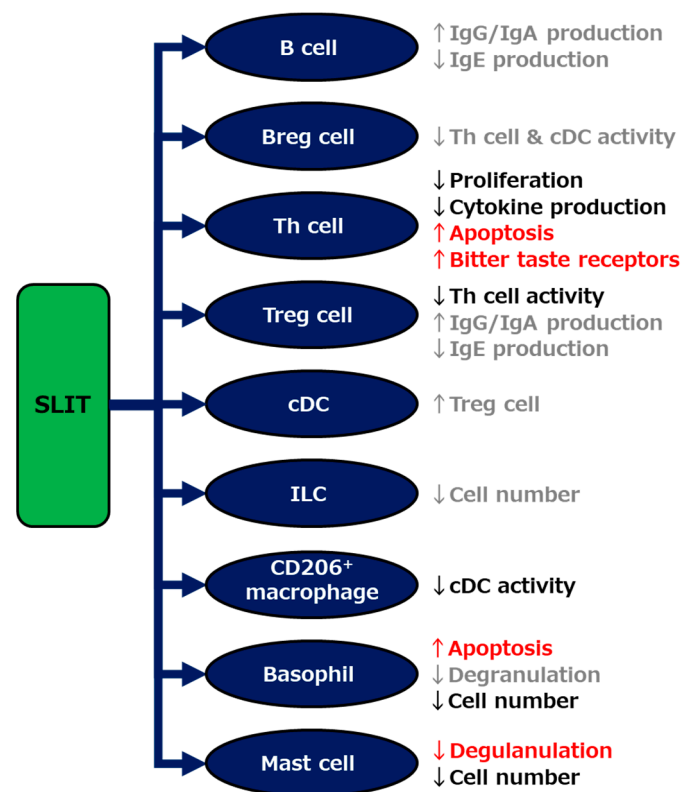 B cell
↑IgG/IgA production
↓IgE production
Breg cell
↓Th cell & cDC activity
Th cell
↓Proliferation
↓Cytokine production
↑Apoptosis
↑Bitter taste receptors
SLIT
Treg cell
↓Th cell activity
↑IgG/IgA production
↓IgE production
cDC
↑Treg cell
ILC
↓Cell number
CD206⁺
macrophage
↓cDC activity
Basophil
↑Apoptosis
↓Degranulation
↓Cell number
Mast cell
↓Degulanulation
↓Cell number